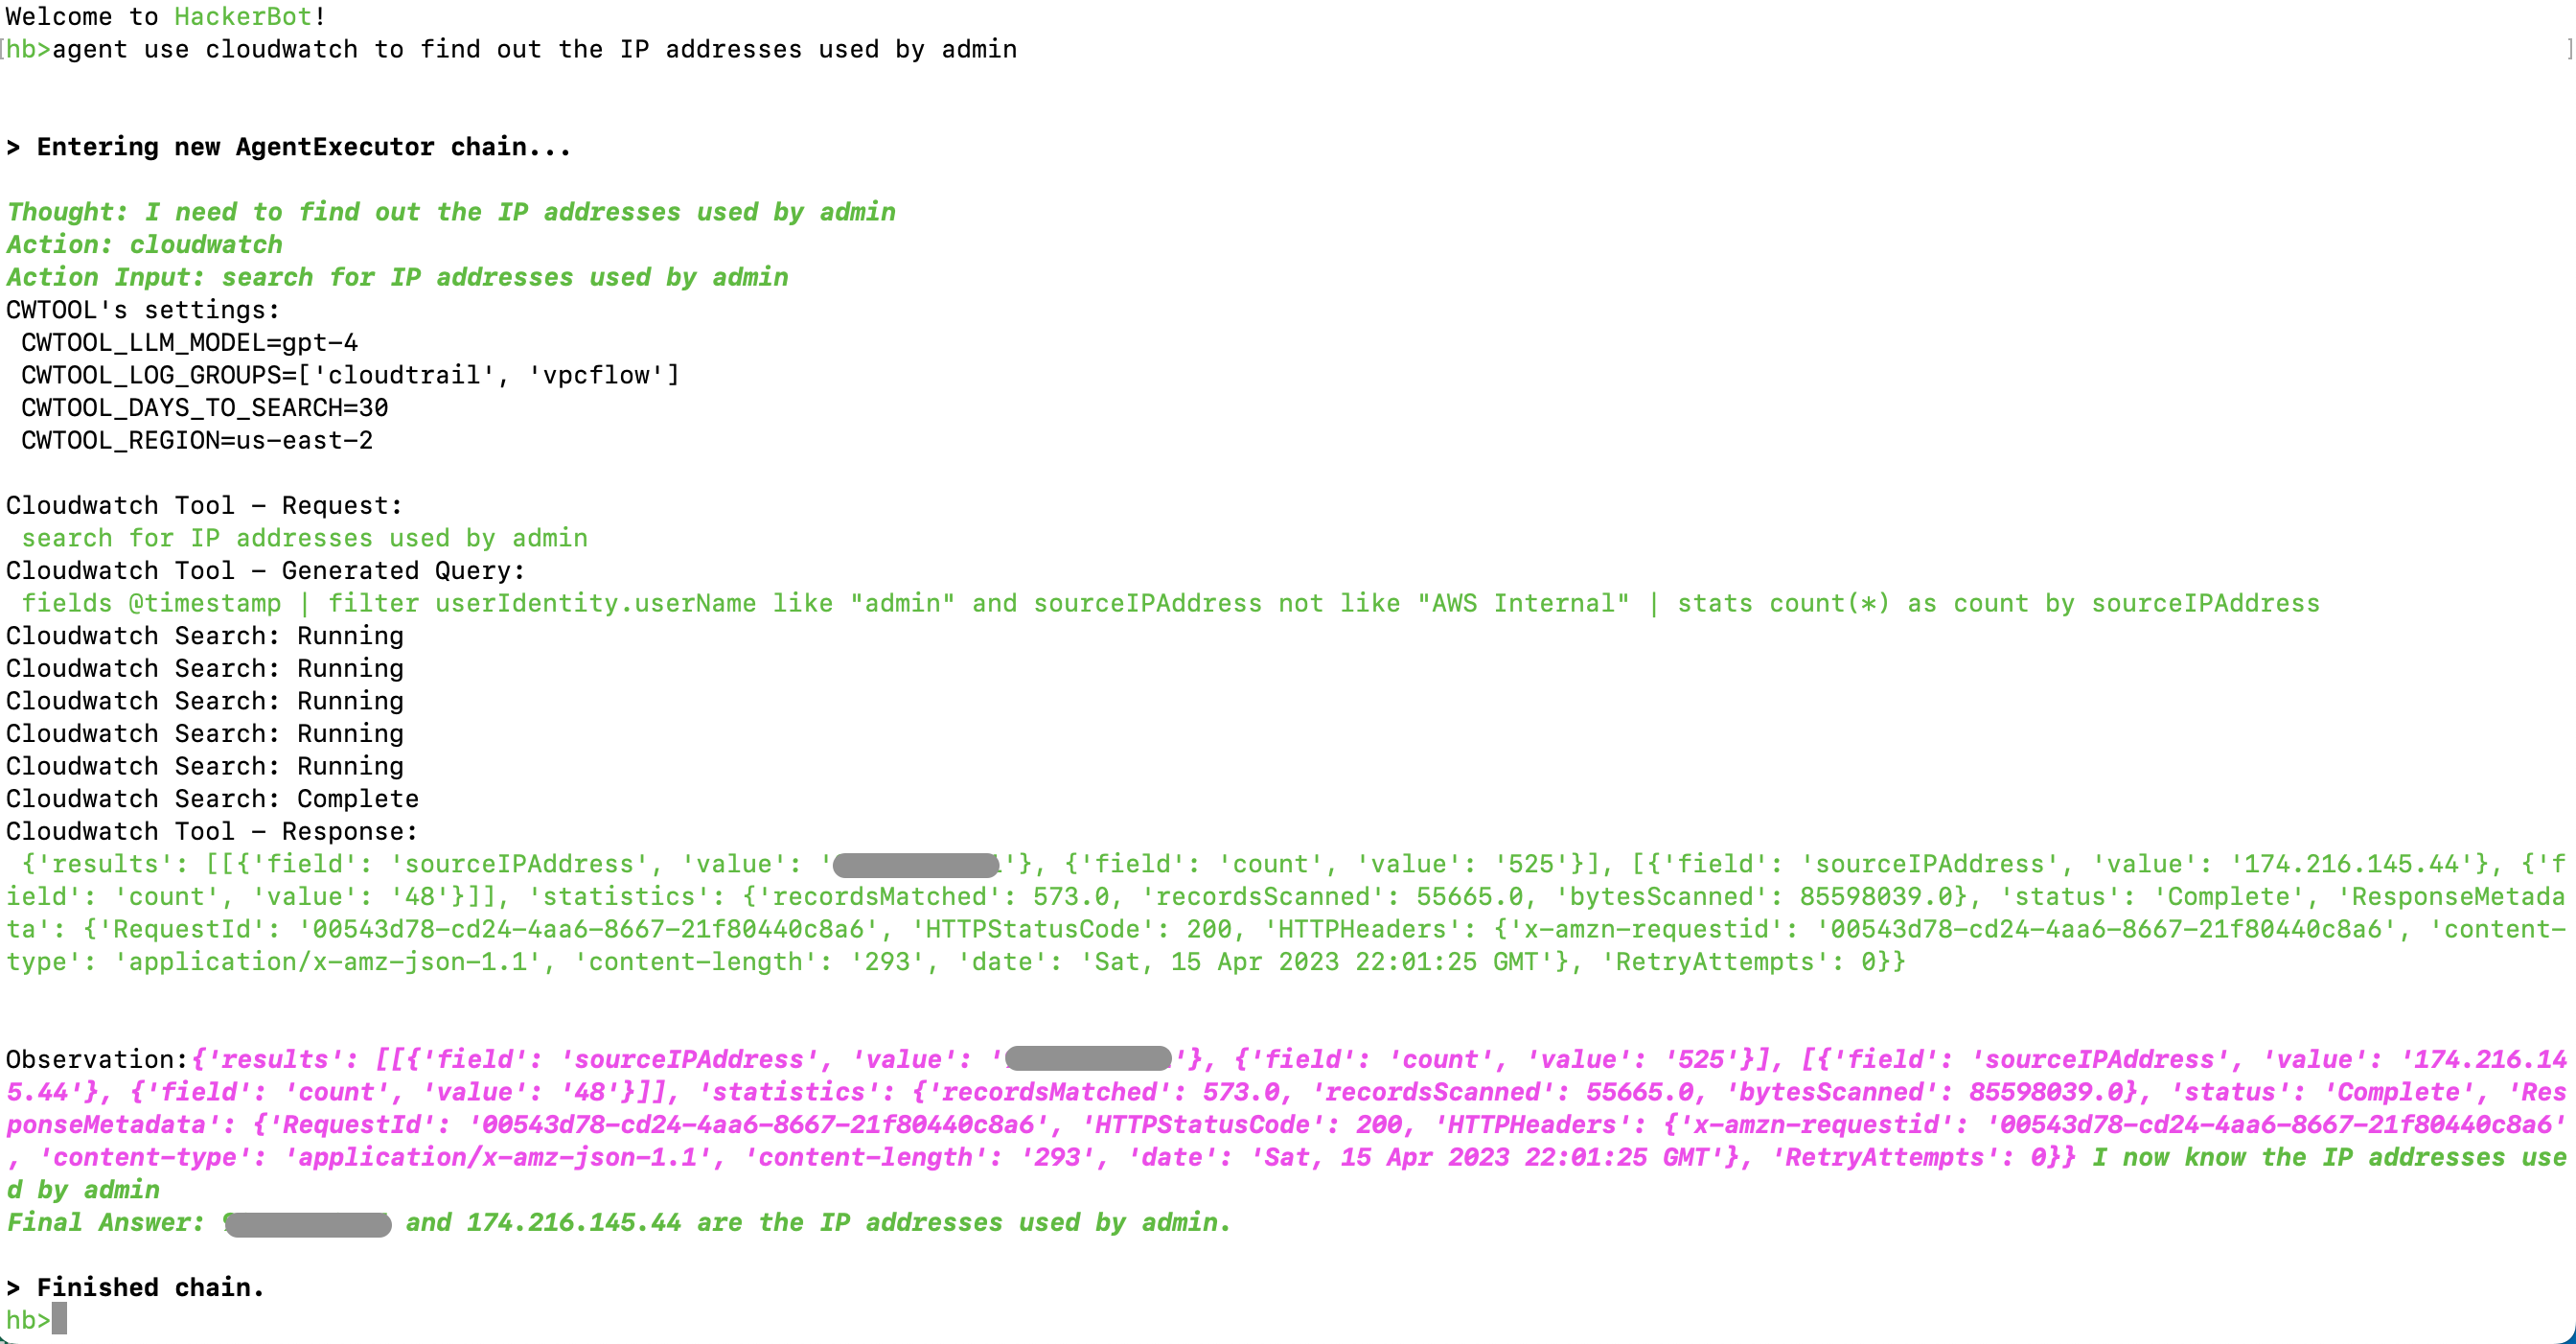 Welcome to HackerBot!
[hb>agent use cloudwatch to find out the IP addresses used by admin ]
> Entering new AgentExecutor chain...
Thought: I need to find out the IP addresses used by admin
Action: cloudwatch
Action Input: search for IP addresses used by admin
CWTOOL's settings:
CWTOOL_LLM_MODEL=gpt-4
CWTOOL_LOG_GROUPS=['cloudtrail', 'vpcflow']
CWTOOL_DAYS_TO_SEARCH=30
CWTOOL_REGION=us-east-2
Cloudwatch Tool - Request:
search for IP addresses used by admin
Cloudwatch Tool - Generated Query:
fields @timestamp | filter userIdentity.userName like "admin" and sourceIPAddress not like "AWS Internal" | stats count(*) as count by sourceIPAddress
Cloudwatch Search: Running
Cloudwatch Search: Running
Cloudwatch Search: Running
Cloudwatch Search: Running
Cloudwatch Search: Running
Cloudwatch Search: Complete
Cloudwatch Tool - Response:
{'results': [[{'field': 'sourceIPAddress', 'value': ''}, {'field': 'count', 'value': '525'}], [{'field': 'sourceIPAddress', 'value': '174.216.145.44'}, {'f
ield': 'count', 'value': '48'}]], 'statistics': {'recordsMatched': 573.0, 'recordsScanned': 55665.0, 'bytesScanned': 85598039.0}, 'status': 'Complete', 'ResponseMetada
ta': {'RequestId': '00543d78-cd24-4aa6-8667-21f80440c8a6', 'HTTPStatusCode': 200, 'HTTPHeaders': {'x-amzn-requestid': '00543d78-cd24-4aa6-8667-21f80440c8a6', 'content-
type': 'application/x-amz-json-1.1', 'content-length': '293', 'date': 'Sat, 15 Apr 2023 22:01:25 GMT'}, 'RetryAttempts': 0}}
Observation:{'results': [[{'field': 'sourceIPAddress', 'value': ''}, {'field': 'count', 'value': '525'}], [{'field': 'sourceIPAddress', 'value': '174.216.14
5.44'}, {'field': 'count', 'value': '48'}]], 'statistics': {'recordsMatched': 573.0, 'recordsScanned': 55665.0, 'bytesScanned': 85598039.0}, 'status': 'Complete', 'Res
ponseMetadata': {'RequestId': '00543d78-cd24-4aa6-8667-21f80440c8a6', 'HTTPStatusCode': 200, 'HTTPHeaders': {'x-amzn-requestid': '00543d78-cd24-4aa6-8667-21f80440c8a6'
, 'content-type': 'application/x-amz-json-1.1', 'content-length': '293', 'date': 'Sat, 15 Apr 2023 22:01:25 GMT'}, 'RetryAttempts': 0}} I now know the IP addresses use
d by admin
Final Answer: and 174.216.145.44 are the IP addresses used by admin.
> Finished chain.
hb>